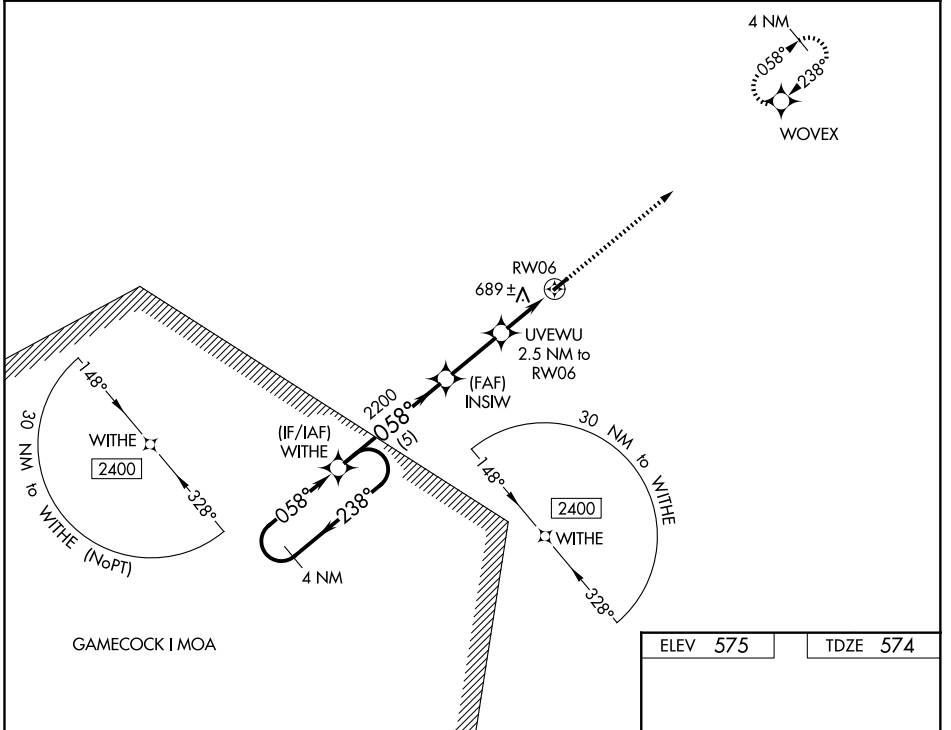 4 NM
058°
238°
WOVEX
RW06
689 ±
UVEWU
2.5 NM to
RW06
(FAF)
INSIW
2200
058°
(5)
(IF/IAF)
WITHE
058°
238°
4 NM
148°
WITHE
2400
328°
30 NM to WITHE (NoPT)
30 NM to WITHE
148°
2400
WITHE
328°
GAMECOCK I MOA
ELEV 575
TDZE 574